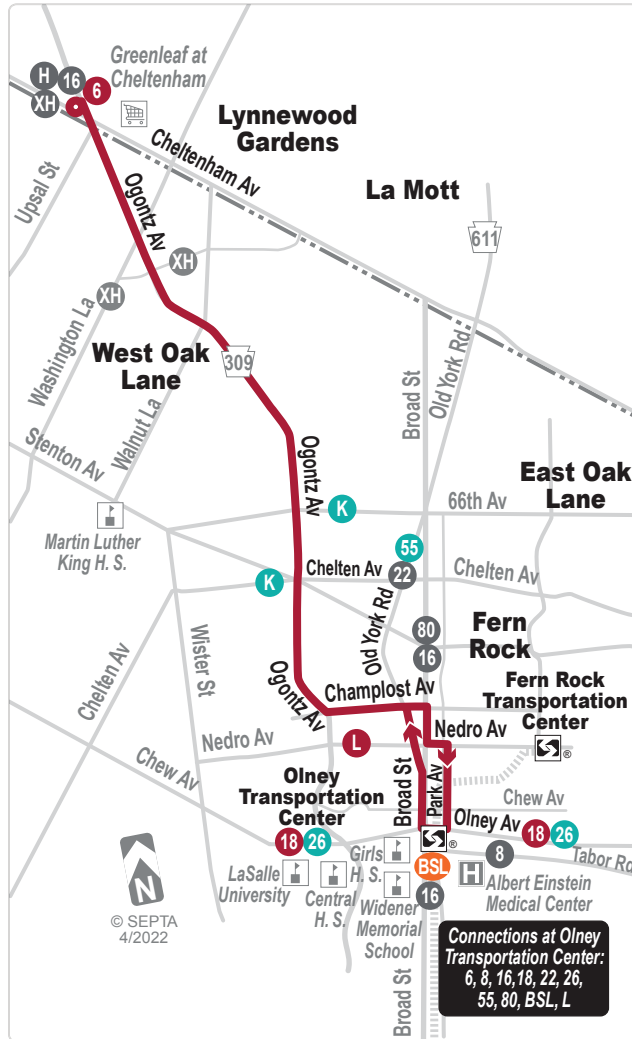 Greenleaf at
Cheltenham
H
16
6
XH
Lynnewood
Gardens
Cheltenham Av
La Mott
Upsal St
Ogontz Av
611
XH
XH
Washington La
West Oak
Lane
309
Walnut La
Broad St
Old York Rd
Stenton Av
Ogontz Av
East Oak
Lane
K
66th Av
Martin Luther
King H. S.
55
Chelten Av
22
Chelten Av
K
Old York Rd
80
16
Fern
Rock
Wister St
Chelten Av
Ogontz Av
Champlost Av
Fern Rock
Transportation
Center
®
Nedro Av
L
Nedro Av
Chew Av
Broad St
Park Av
Olney
Transportation
Center
Chew Av
Olney Av
18
26
®
18
26
Tabor Rd
Girls
H. S.
BSL
8
LaSalle
University
Central
H. S.
Widener
Memorial
School
16
H
Albert Einstein
Medical Center
N
© SEPTA
4/2022
Broad St
Connections at Olney
Transportation Center:
6, 8, 16,18, 22, 26,
55, 80, BSL, L